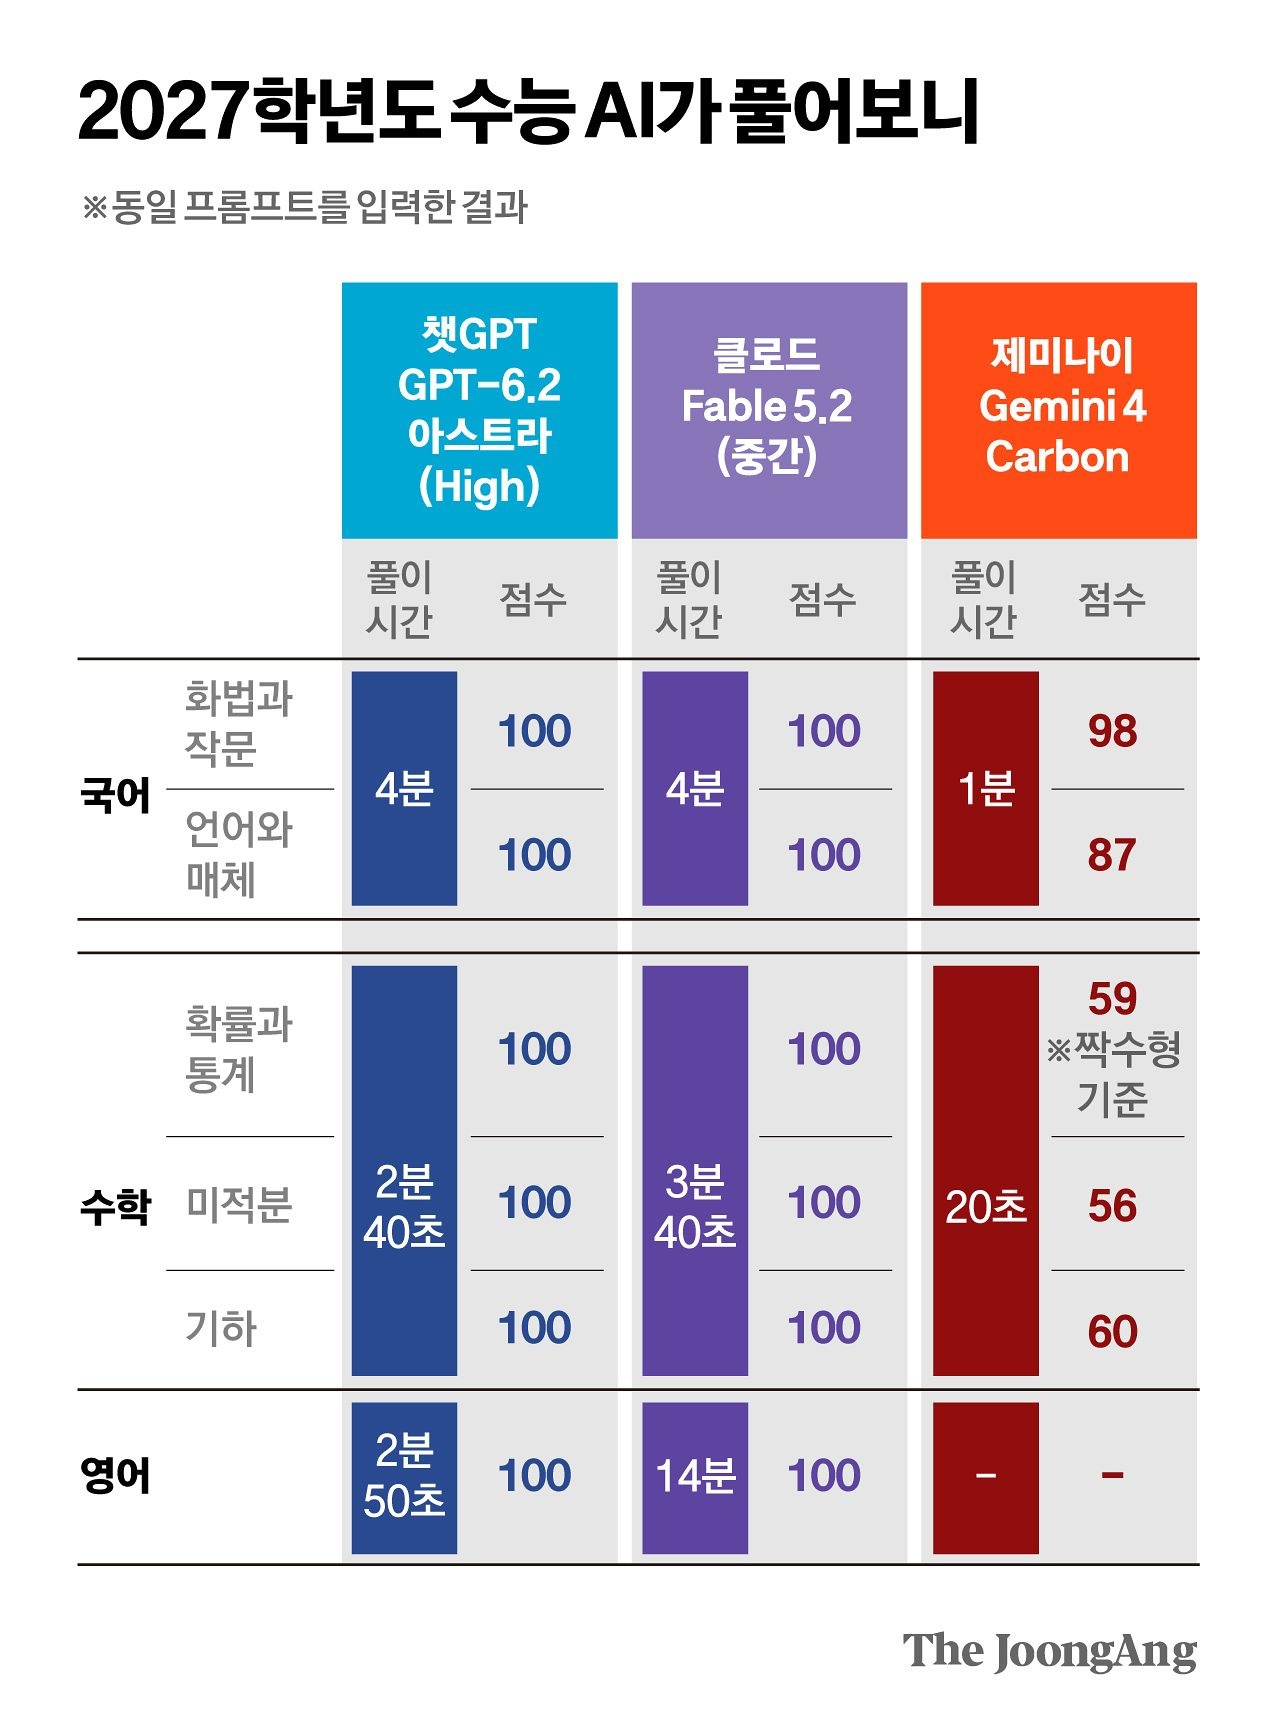 2027학년도 수능 AI가 풀어보니
※동일 프롬프트를 입력한 결과
챗GPT
GPT-6.2
아스트라
(High)
클로드
Fable 5.2
(중간)
제미나이
Gemini 4
Carbon
풀이
시간
점수
풀이
시간
점수
풀이
시간
점수
국어
화법과
작문
4분
100
4분
100
1분
98
언어와
매체
100
100
87
수학
확률과
통계
2분
40초
100
3분
40초
100
20초
59
※짝수형
기준
미적분
100
100
56
기하
100
100
60
영어
2분
50초
100
14분
100
–
–
The JoongAng